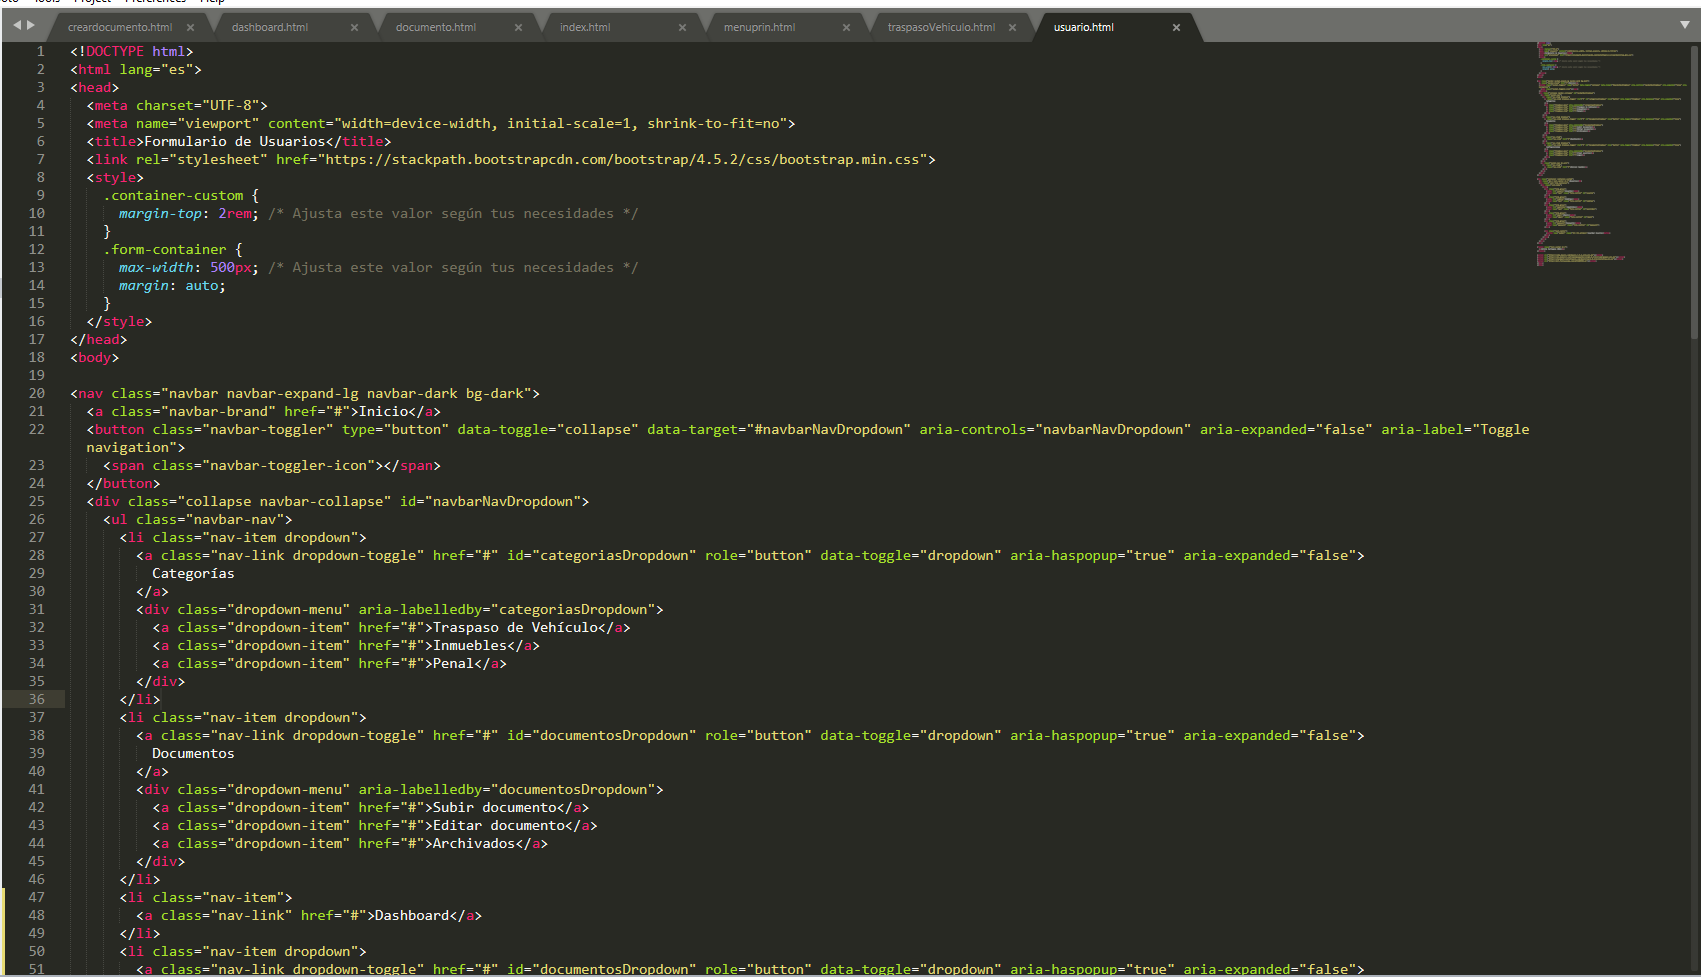 Tools Project Preferences Help
creardocumento.html × dashboard.html × documento.html × index.html × menuprin.html × traspasoVehiculo.html × usuario.html ×
1 <!DOCTYPE html>
2 <html lang="es">
3 <head>
4 <meta charset="UTF-8">
5 <meta name="viewport" content="width=device-width, initial-scale=1, shrink-to-fit=no">
6 <title>Formulario de Usuarios</title>
7 <link rel="stylesheet" href="https://stackpath.bootstrapcdn.com/bootstrap/4.5.2/css/bootstrap.min.css">
8 <style>
9 .container-custom {
10 margin-top: 2rem; /* Ajusta este valor según tus necesidades */
11 }
12 .form-container {
13 max-width: 500px; /* Ajusta este valor según tus necesidades */
14 margin: auto;
15 }
16 </style>
17 </head>
18 <body>
19
20 <nav class="navbar navbar-expand-lg navbar-dark bg-dark">
21 <a class="navbar-brand" href="#">Inicio</a>
22 <button class="navbar-toggler" type="button" data-toggle="collapse" data-target="#navbarNavDropdown" aria-controls="navbarNavDropdown" aria-expanded="false" aria-label="Toggle
navigation">
23 <span class="navbar-toggler-icon"></span>
24 </button>
25 <div class="collapse navbar-collapse" id="navbarNavDropdown">
26 <ul class="navbar-nav">
27 <li class="nav-item dropdown">
28 <a class="nav-link dropdown-toggle" href="#" id="categoriasDropdown" role="button" data-toggle="dropdown" aria-haspopup="true" aria-expanded="false">
29 Categorías
30 </a>
31 <div class="dropdown-menu" aria-labelledby="categoriasDropdown">
32 <a class="dropdown-item" href="#">Traspaso de Vehículo</a>
33 <a class="dropdown-item" href="#">Inmuebles</a>
34 <a class="dropdown-item" href="#">Penal</a>
35 </div>
36 </li>
37 <li class="nav-item dropdown">
38 <a class="nav-link dropdown-toggle" href="#" id="documentosDropdown" role="button" data-toggle="dropdown" aria-haspopup="true" aria-expanded="false">
39 Documentos
40 </a>
41 <div class="dropdown-menu" aria-labelledby="documentosDropdown">
42 <a class="dropdown-item" href="#">Subir documento</a>
43 <a class="dropdown-item" href="#">Editar documento</a>
44 <a class="dropdown-item" href="#">Archivados</a>
45 </div>
46 </li>
47 <li class="nav-item">
48 <a class="nav-link" href="#">Dashboard</a>
49 </li>
50 <li class="nav-item dropdown">
51 <a class="nav-link dropdown-toggle" href="#" id="documentosDropdown" role="button" data-toggle="dropdown" aria-haspopup="true" aria-expanded="false">